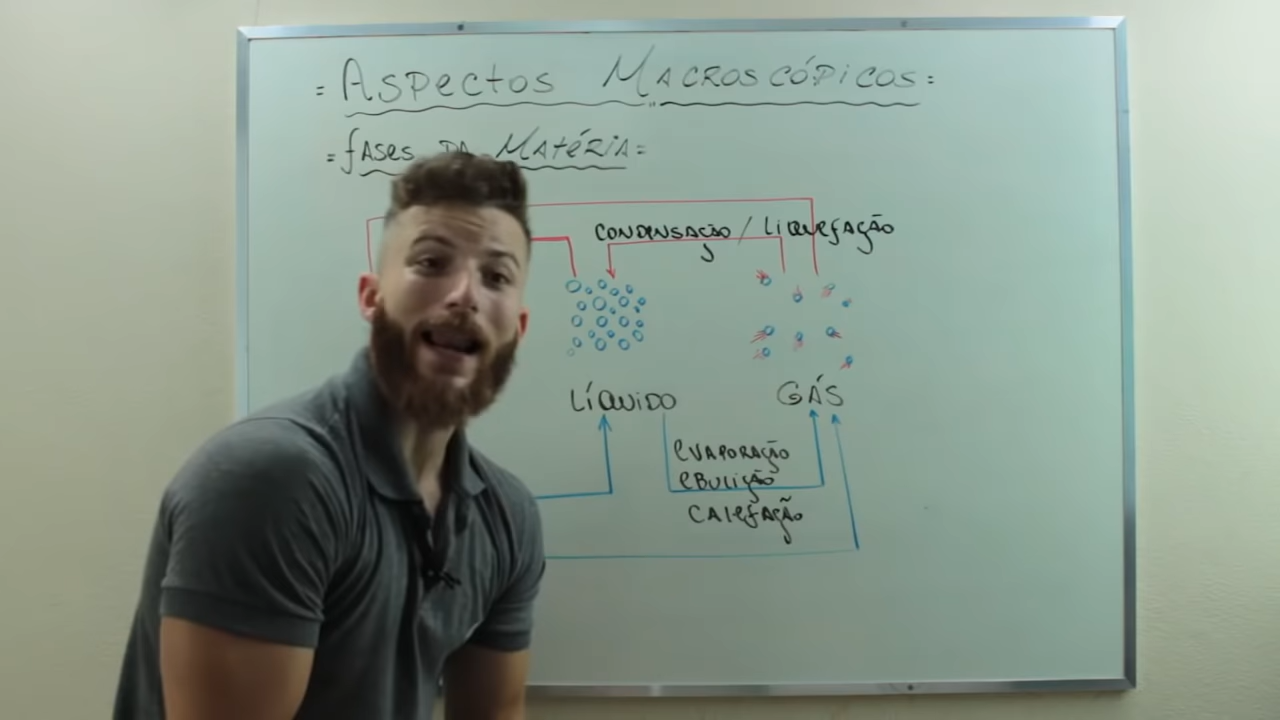 = Aspectos Macroscópicos =
= fases da Matéria =
Condensação / Liquefação
Líquido
Gás
Evaporação
Ebulição
Calefação